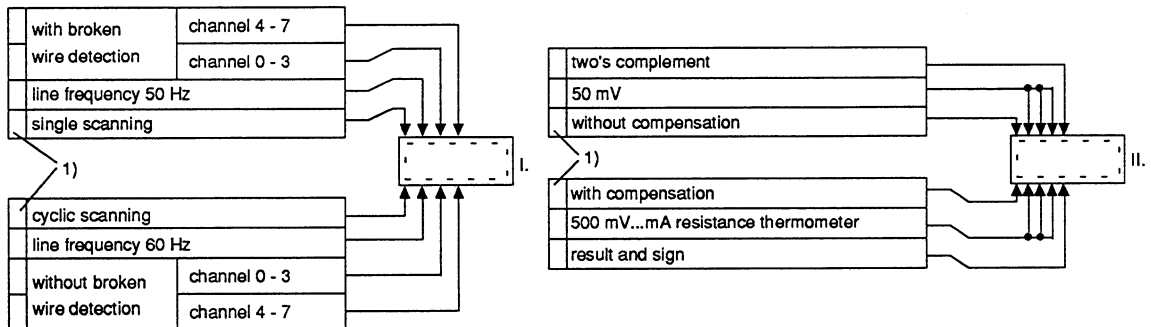 with broken
wire detection
channel 4 - 7
channel 0 - 3
line frequency 50 Hz
single scanning
1)
I.
cyclic scanning
line frequency 60 Hz
without broken
wire detection
channel 0 - 3
channel 4 - 7
two's complement
50 mV
without compensation
1)
II.
with compensation
500 mV...mA resistance thermometer
result and sign